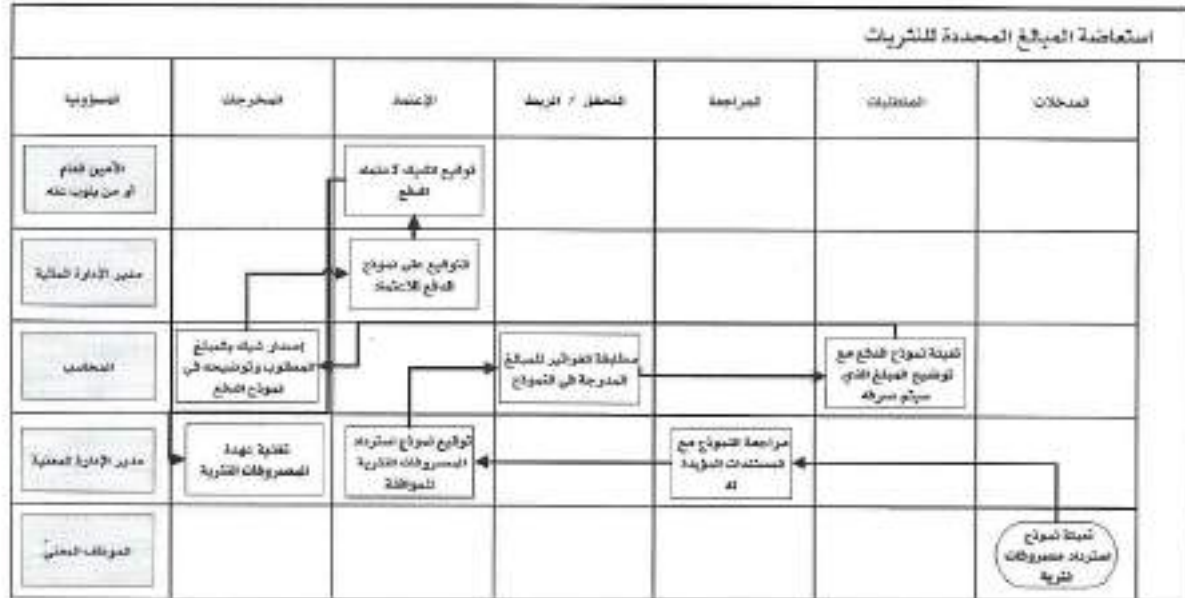 استعاضة المبالغ المحددة للنثريات
المدخلات
المتطلبات
المراجعة
التحقق / الربط
الإعتماد
المخرجات
المسؤولية
توقيع الشيك لاعتماد
الدفع
الأمين العام
أو من ينوب عنه
التوقيع على نموذج
الدفع للاعتماد
مدير الإدارة المالية
تعبئة نموذج الدفع مع
توضيح المبلغ الذي
سيتم صرفه
مطابقة الفواتير للمبالغ
المدرجة في النموذج
إصدار شيك بالمبلغ
المطلوب وتوضيحه في
نموذج الدفع
المحاسب
مراجعة النموذج مع
المستندات المؤيدة
له
توقيع نموذج استرداد
المصروفات النثرية
للموافقة
تغذية عهدة
المصروفات النثرية
مدير الإدارة المعنية
تعبئة نموذج
استرداد مصروفات
نثرية
الموظف المعني